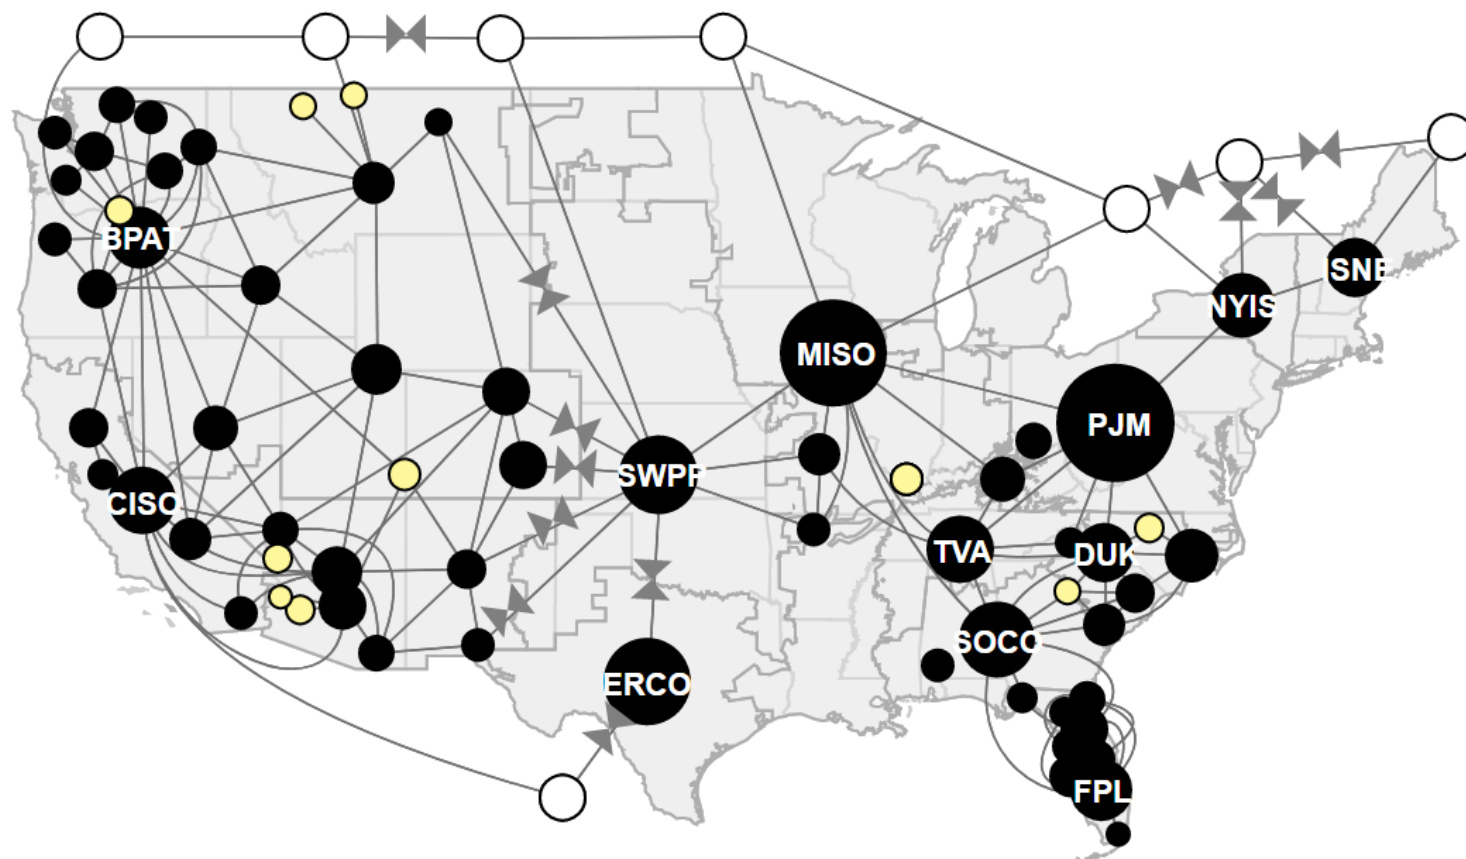 BPAT
ISNE
NYIS
MISO
PJM
SWPP
CISO
TVA
DUK
SOCO
ERCO
FPL